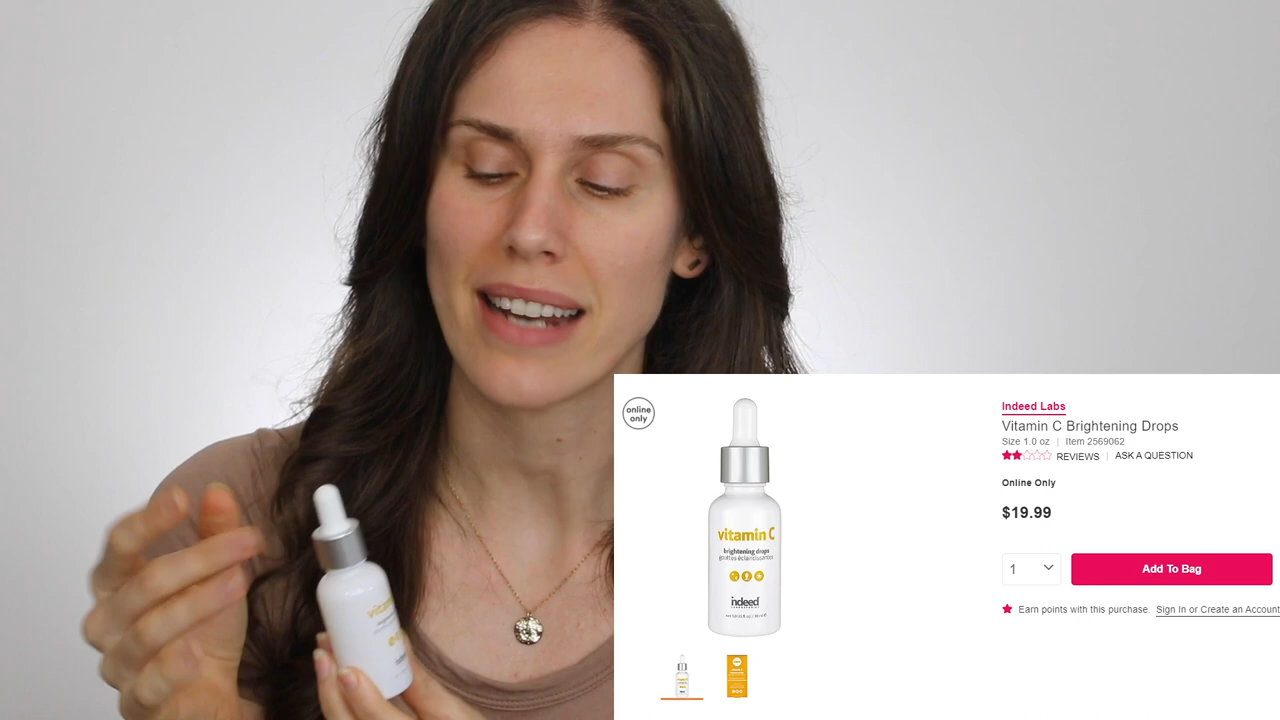 online
only
Indeed Labs
Vitamin C Brightening Drops
Size 1.0 oz | Item 2569062
REVIEWS | ASK A QUESTION
Online Only
$19.99
1
Add To Bag
Earn points with this purchase. Sign In or Create an Account
vitamin C
brightening drops
gouttes éclaircissantes
indeed
LABORATORIES